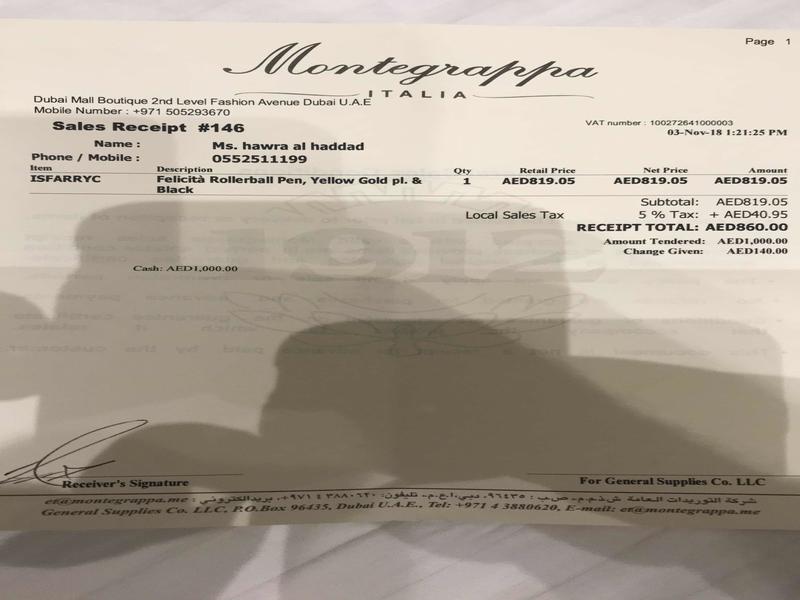 Page 1
Montegrappa
ITALIA
Dubai Mall Boutique 2nd Level Fashion Avenue Dubai U.A.E
Mobile Number : +971 505293670
VAT number : 100272641000003
Sales Receipt #146
03-Nov-18 1:21:25 PM
Name : Ms. hawra al haddad
Phone / Mobile : 0552511199
Item Description Qty Retail Price Net Price Amount
ISFARRYC Felicità Rollerball Pen, Yellow Gold pl. & 1 AED819.05 AED819.05 AED819.05
Black
Subtotal: AED819.05
Local Sales Tax 5 % Tax: + AED40.95
RECEIPT TOTAL: AED860.00
Amount Tendered: AED1,000.00
Change Given: AED140.00
Cash: AED1,000.00
1912
Receiver's Signature
For General Supplies Co. LLC
شركة التوريدات العامة ش.ذ.م.م- ص.ب : ٩٦٤٣٥، دبي، ا.ع.م.، تليفون: ٣٨٨٠٦٢٠ ٤ ٩٧١+، بريد الكتروني : et@montegrappa.me
General Supplies Co. LLC, P.O.Box 96435, Dubai U.A.E., Tel: +971 4 3880620, E-mail: et@montegrappa.me